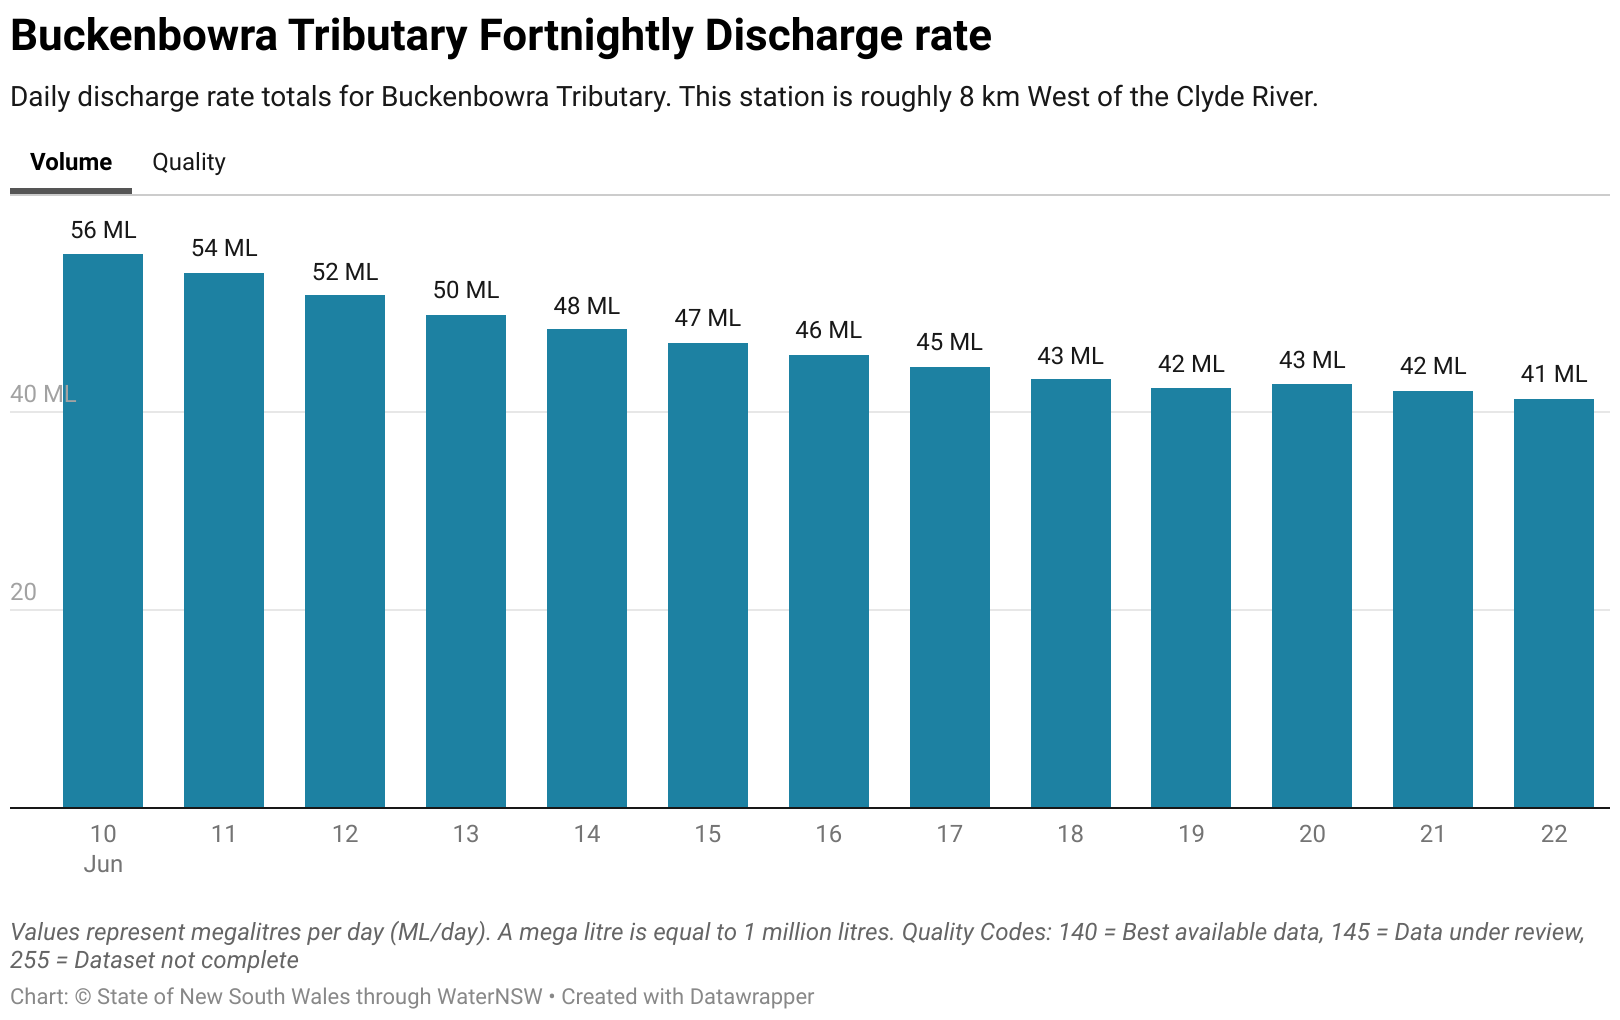 Buckenbowra Tributary Fortnightly Discharge rate
Daily discharge rate totals for Buckenbowra Tributary. This station is roughly 8 km West of the Clyde River.
Volume Quality
56 ML
54 ML
52 ML
50 ML
48 ML
47 ML
46 ML
45 ML
43 ML
42 ML
43 ML
42 ML
41 ML
40 ML
20
10 11 12 13 14 15 16 17 18 19 20 21 22
Jun
Values represent megalitres per day (ML/day). A mega litre is equal to 1 million litres. Quality Codes: 140 = Best available data, 145 = Data under review,
255 = Dataset not complete
Chart: © State of New South Wales through WaterNSW • Created with Datawrapper